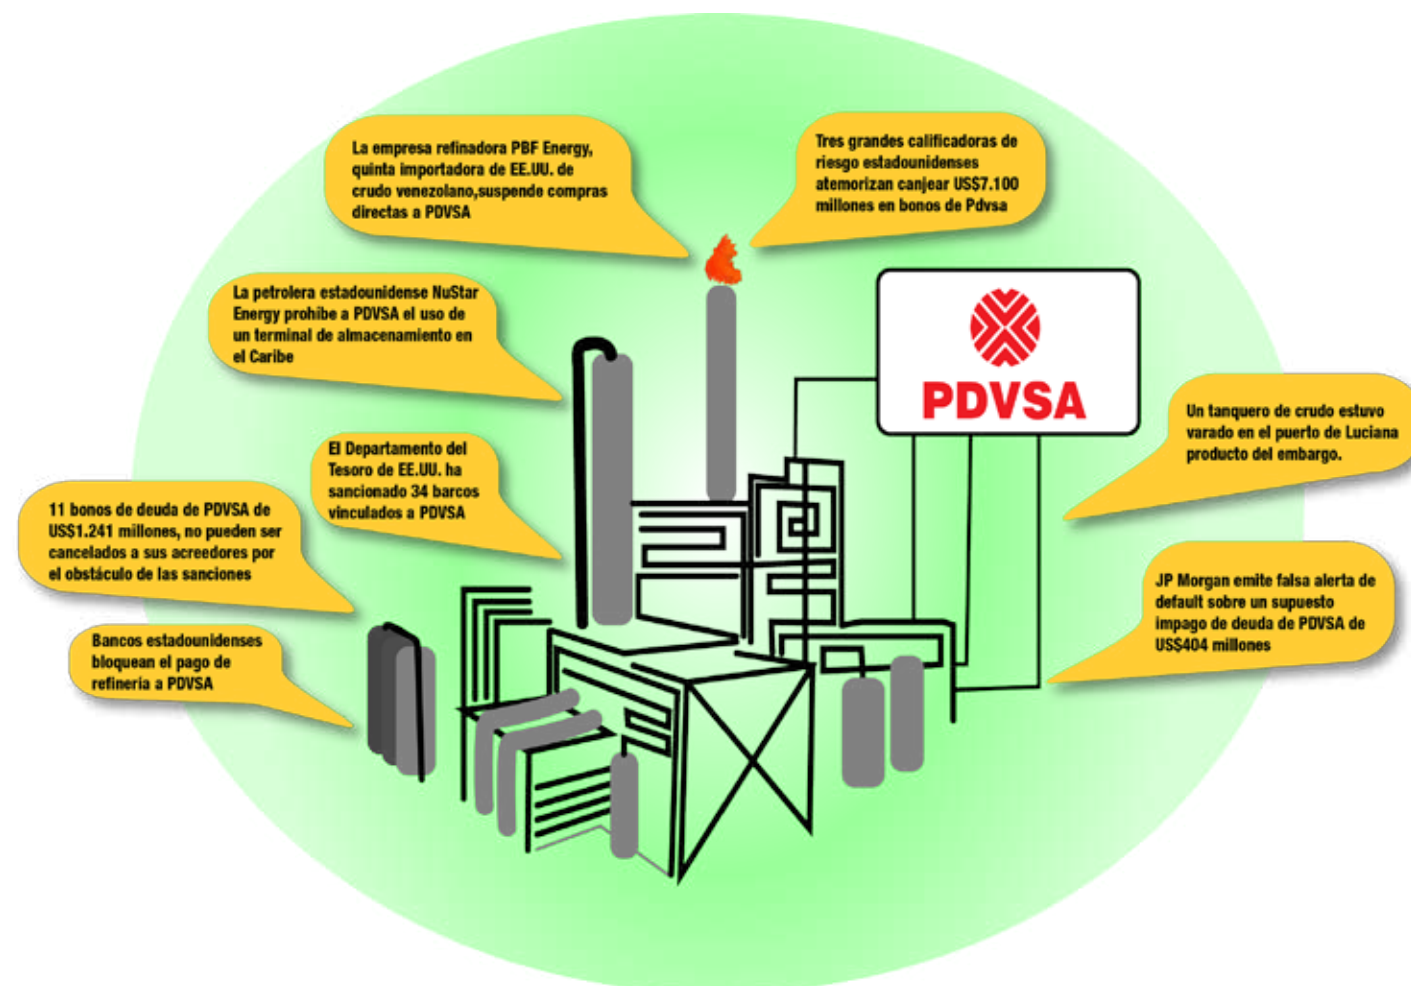 La empresa refinadora PBF Energy,
quinta importadora de EE.UU. de
crudo venezolano,suspende compras
directas a PDVSA
Tres grandes calificadoras de
riesgo estadounidenses
atemorizan canjear US$7.100
millones en bonos de Pdvsa
La petrolera estadounidense NuStar
Energy prohíbe a PDVSA el uso de
un terminal de almacenamiento en
el Caribe
PDVSA
Un tanquero de crudo estuvo
varado en el puerto de Luciana
producto del embargo.
El Departamento del
Tesoro de EE.UU. ha
sancionado 34 barcos
vinculados a PDVSA
11 bonos de deuda de PDVSA de
US$1.241 millones, no pueden ser
cancelados a sus acreedores por
el obstáculo de las sanciones
JP Morgan emite falsa alerta de
default sobre un supuesto
impago de deuda de PDVSA de
US$404 millones
Bancos estadounidenses
bloquean el pago de
refinería a PDVSA